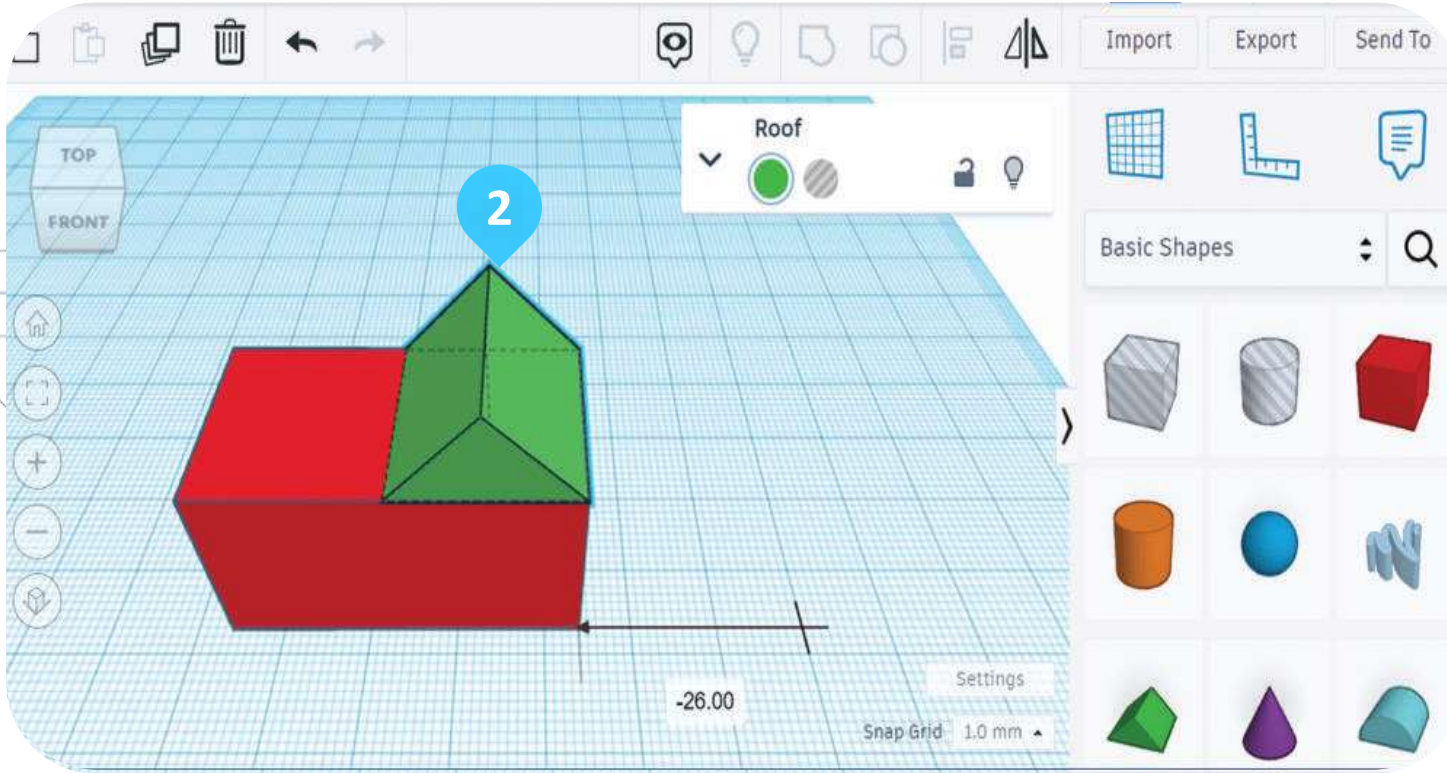 Import
Export
Send To
Roof
TOP
FRONT
2
Basic Shapes
-26.00
Settings
Snap Grid 1.0 mm